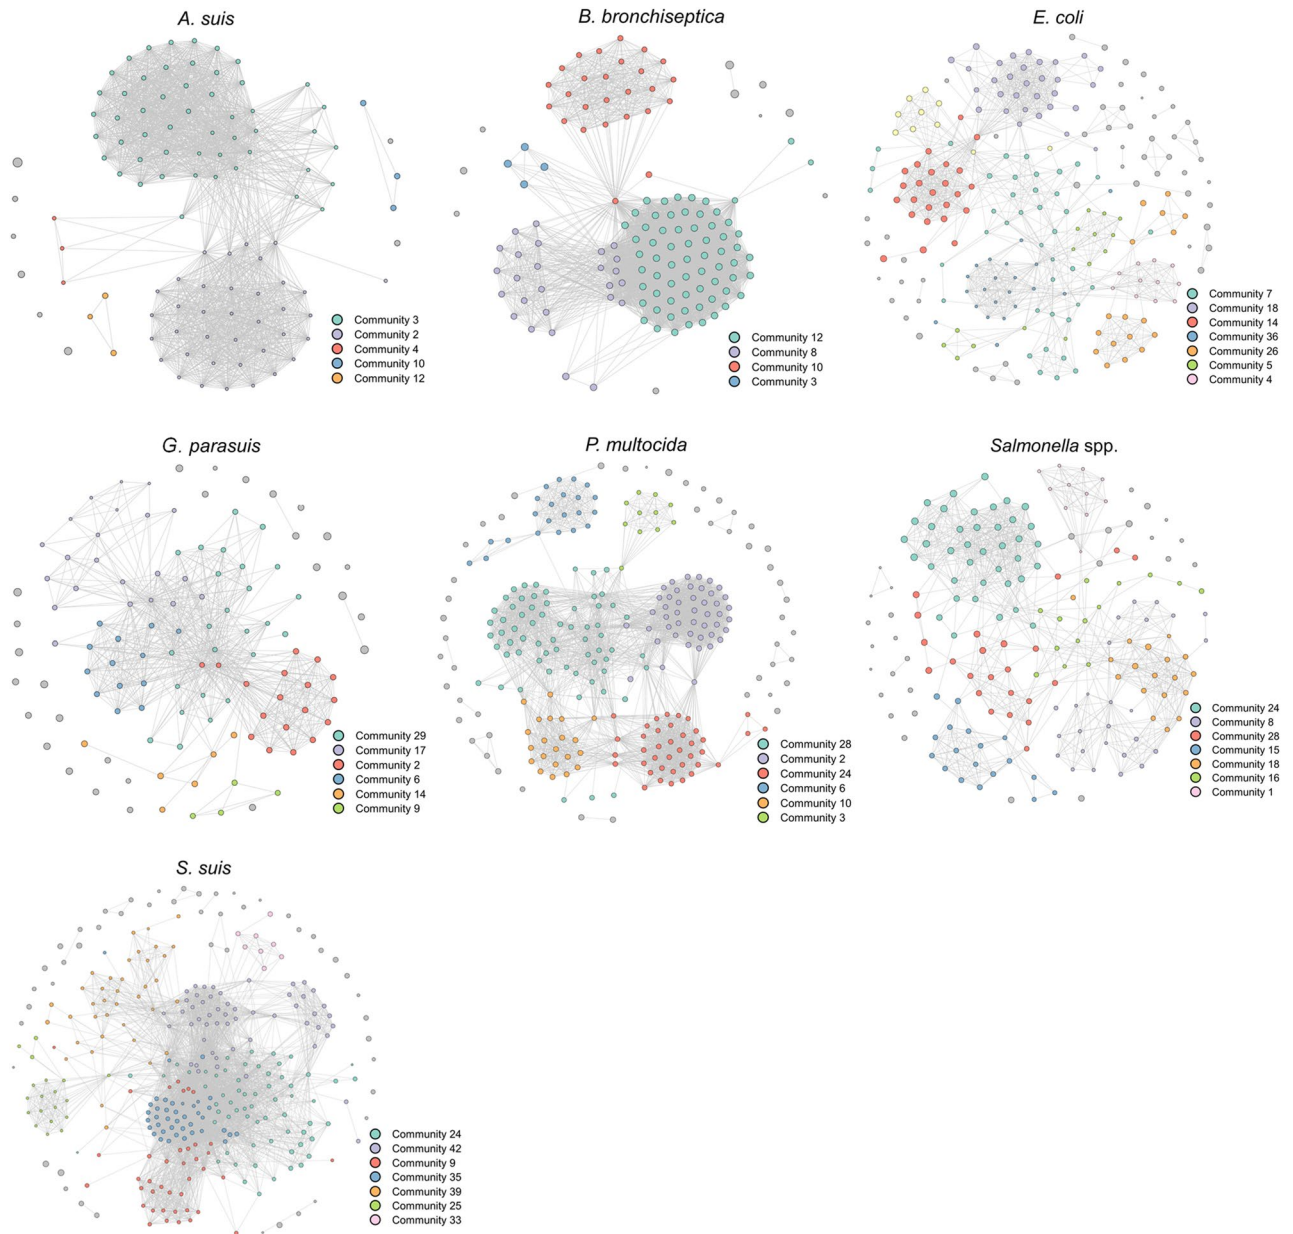 A. suis
Community 3
Community 2
Community 4
Community 10
Community 12
B. bronchiseptica
Community 12
Community 8
Community 10
Community 3
E. coli
Community 7
Community 18
Community 14
Community 36
Community 26
Community 5
Community 4
G. parasuis
Community 29
Community 17
Community 2
Community 6
Community 14
Community 9
P. multocida
Community 28
Community 2
Community 24
Community 6
Community 10
Community 3
Salmonella spp.
Community 24
Community 8
Community 28
Community 15
Community 18
Community 16
Community 1
S. suis
Community 24
Community 42
Community 9
Community 35
Community 39
Community 25
Community 33